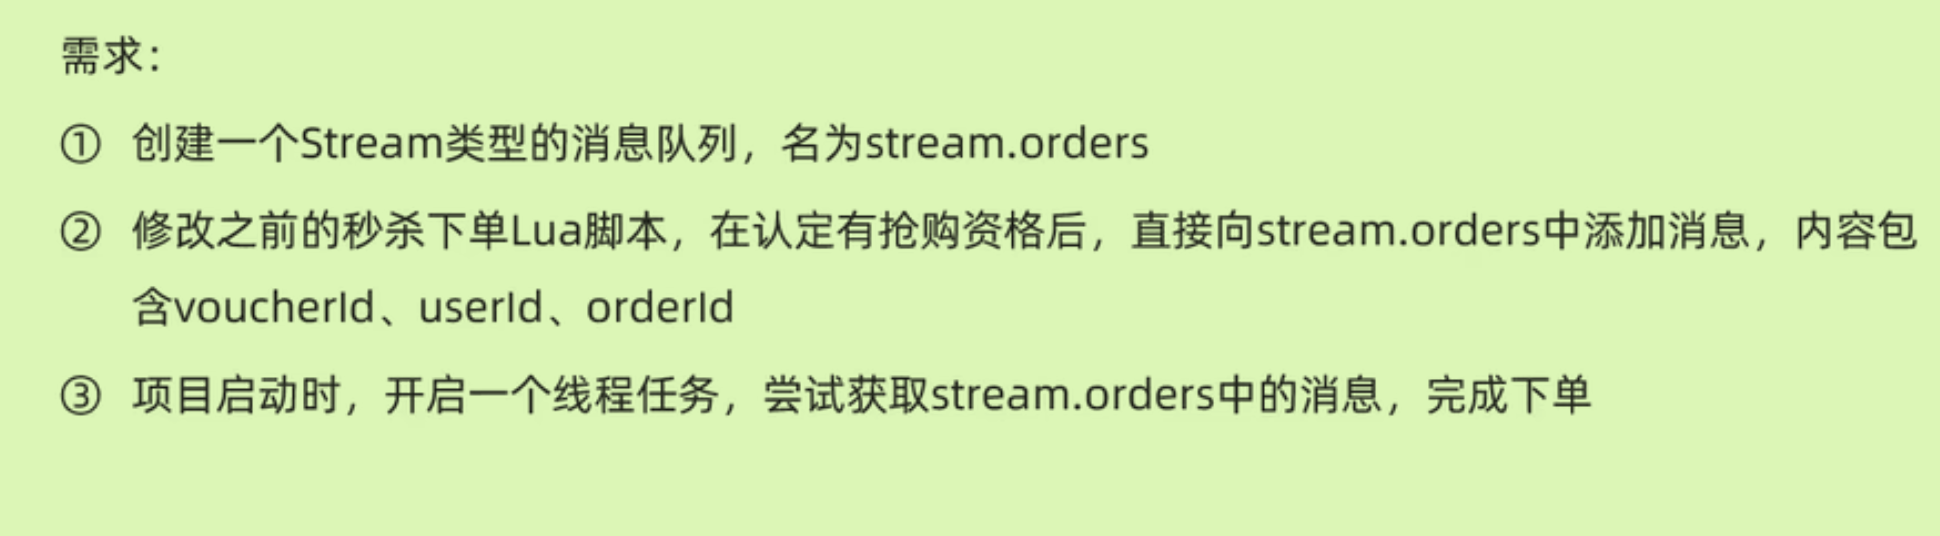 需求：
① 创建一个Stream类型的消息队列，名为stream.orders
② 修改之前的秒杀下单Lua脚本，在认定有抢购资格后，直接向stream.orders中添加消息，内容包
含voucherId、userId、orderId
③ 项目启动时，开启一个线程任务，尝试获取stream.orders中的消息，完成下单